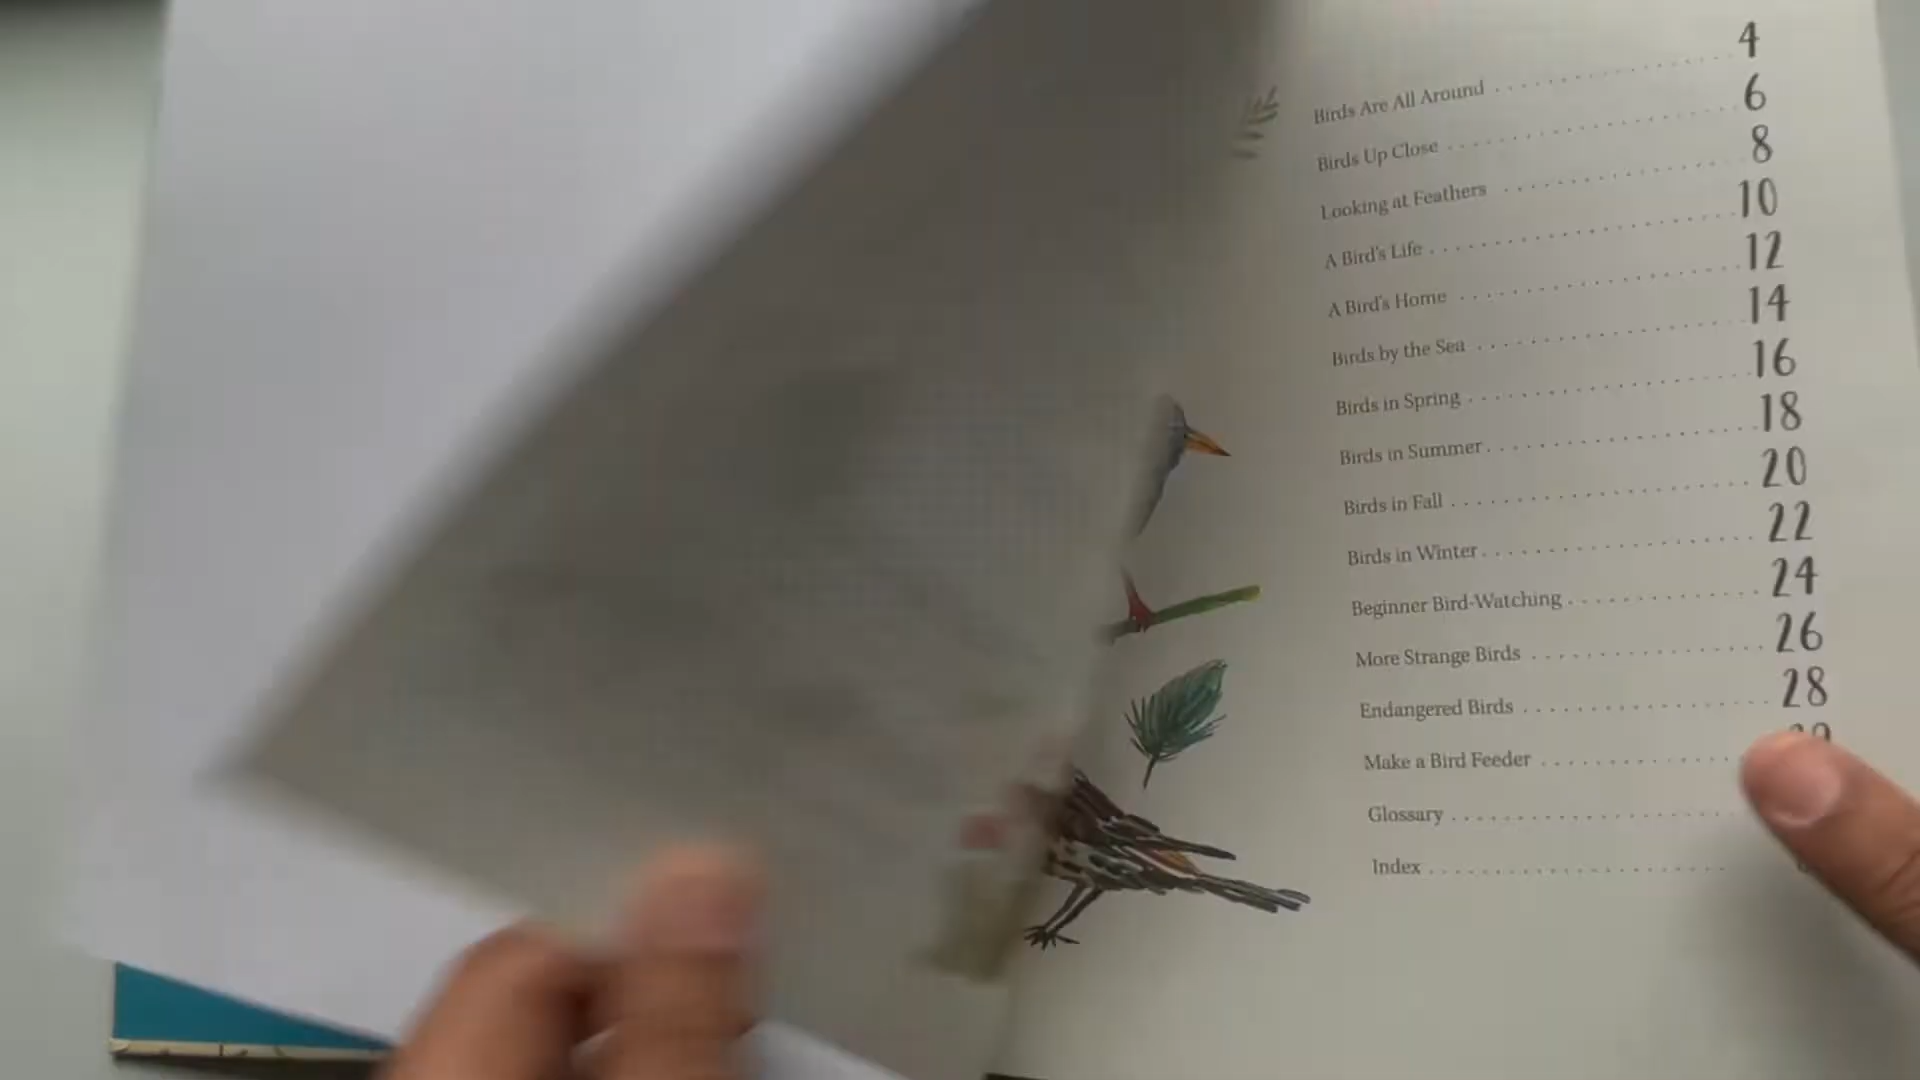 Birds Are All Around . . . . . . . . . . . . . . . . . . . 4
Birds Up Close . . . . . . . . . . . . . . . . . . . . . . . 6
Looking at Feathers . . . . . . . . . . . . . . . . . . 8
A Bird's Life . . . . . . . . . . . . . . . . . . . . . . . . 10
A Bird's Home . . . . . . . . . . . . . . . . . . . . . . 12
Birds by the Sea . . . . . . . . . . . . . . . . . . . . . 14
Birds in Spring . . . . . . . . . . . . . . . . . . . . . . 16
Birds in Summer . . . . . . . . . . . . . . . . . . . . . 18
Birds in Fall . . . . . . . . . . . . . . . . . . . . . . . . 20
Birds in Winter . . . . . . . . . . . . . . . . . . . . . 22
Beginner Bird-Watching . . . . . . . . . . . . . . . 24
More Strange Birds . . . . . . . . . . . . . . . . . . 26
Endangered Birds . . . . . . . . . . . . . . . . . . . 28
Make a Bird Feeder . . . . . . . . . . . . . . .
Glossary . . . . . . . . . . . . . . . . . . . . . .
Index . . . . . . . . . . . . . . . . . . . . . . .